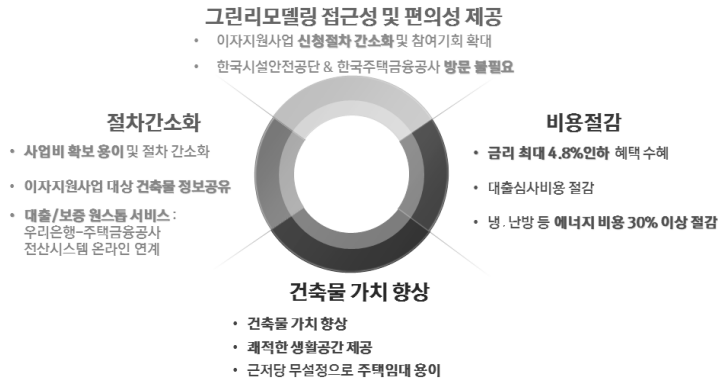 그린리모델링 접근성 및 편의성 제공
• 이자지원사업 신청절차 간소화 및 참여기회 확대
• 한국시설안전공단 & 한국주택금융공사 방문 불필요
절차간소화
• 사업비 확보 용이 및 절차 간소화
• 이자지원사업 대상 건축물 정보공유
• 대출/보증 원스톱 서비스 :
우리은행-주택금융공사
전산시스템 온라인 연계
비용절감
• 금리 최대 4.8%인하 혜택 수혜
• 대출심사비용 절감
• 냉·난방 등 에너지 비용 30% 이상 절감
건축물 가치 향상
• 건축물 가치 향상
• 쾌적한 생활공간 제공
• 근저당 무설정으로 주택임대 용이